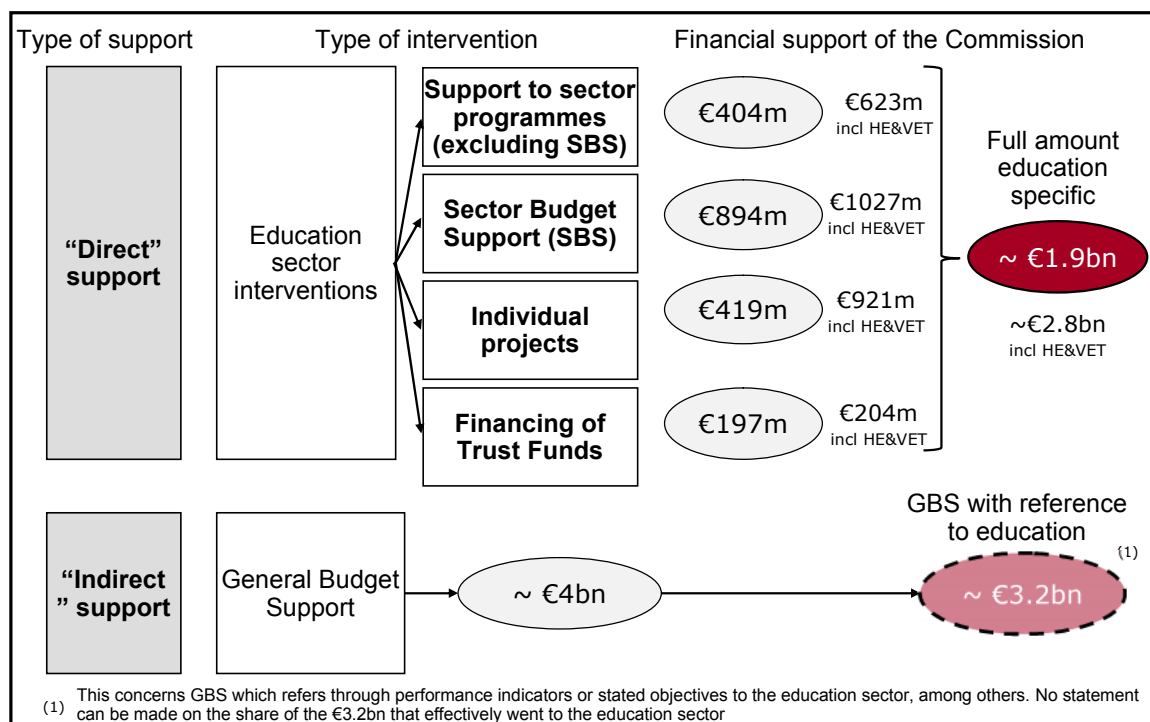 Type of support
Type of intervention
Financial support of the Commission
“Direct”
support
Education
sector
interventions
Support to sector
programmes
(excluding SBS)
€404m
€623m
incl HE&VET
Sector Budget
Support (SBS)
€894m
€1027m
incl HE&VET
Individual
projects
€419m
€921m
incl HE&VET
Financing of
Trust Funds
€197m
€204m
incl HE&VET
Full amount
education
specific
~ €1.9bn
~€2.8bn
incl HE&VET
“Indirect
” support
General Budget
Support
~ €4bn
GBS with reference
to education
(1)
~ €3.2bn
(1) This concerns GBS which refers through performance indicators or stated objectives to the education sector, among others. No statement
can be made on the share of the €3.2bn that effectively went to the education sector